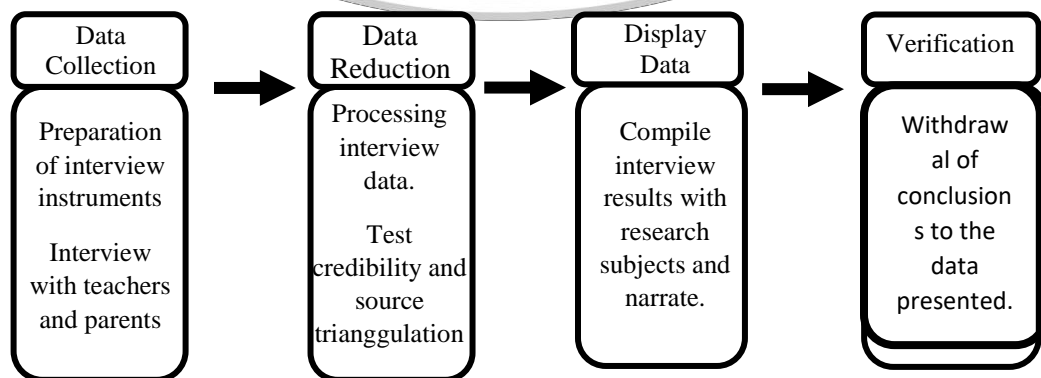 Data
Collection
Preparation
of interview
instruments
Interview
with teachers
and parents
Data
Reduction
Processing
interview
data.
Test
credibility and
source
trianggulation
Display
Data
Compile
interview
results with
research
subjects and
narrate.
Verification
Withdraw
al of
conclusion
s to the
data
presented.